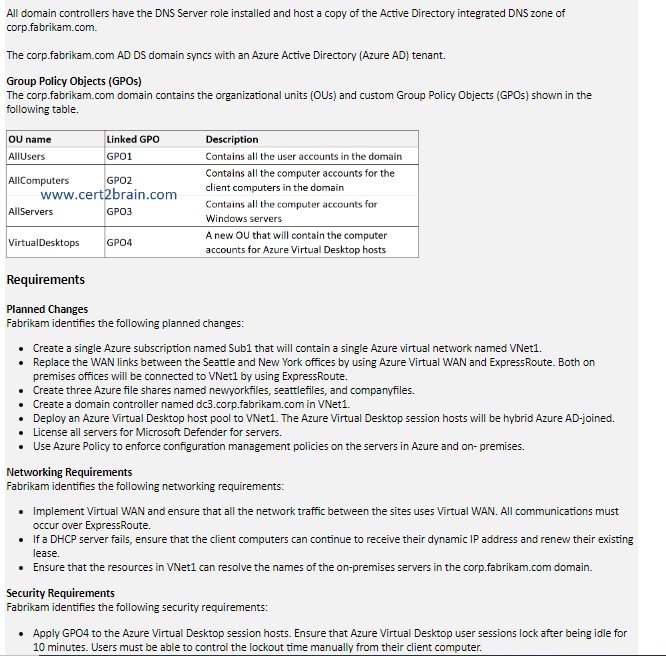 All domain controllers have the DNS Server role installed and host a copy of the Active Directory integrated DNS zone of
corp.fabrikam.com.
The corp.fabrikam.com AD DS domain syncs with an Azure Active Directory (Azure AD) tenant.
Group Policy Objects (GPOs)
The corp.fabrikam.com domain contains the organizational units (OUs) and custom Group Policy Objects (GPOs) shown in the
following table.
OU name Linked GPO Description
AllUsers GPO1 Contains all the user accounts in the domain
AllComputers GPO2 Contains all the computer accounts for the
client computers in the domain
www.cert2brain.com
AllServers GPO3 Contains all the computer accounts for
Windows servers
VirtualDesktops GPO4 A new OU that will contain the computer
accounts for Azure Virtual Desktop hosts
Requirements
Planned Changes
Fabrikam identifies the following planned changes:
• Create a single Azure subscription named Sub1 that will contain a single Azure virtual network named VNet1.
• Replace the WAN links between the Seattle and New York offices by using Azure Virtual WAN and ExpressRoute. Both on
premises offices will be connected to VNet1 by using ExpressRoute.
• Create three Azure file shares named newyorkfiles, seattlefiles, and companyfiles.
• Create a domain controller named dc3.corp.fabrikam.com in VNet1.
• Deploy an Azure Virtual Desktop host pool to VNet1. The Azure Virtual Desktop session hosts will be hybrid Azure AD-joined.
• License all servers for Microsoft Defender for servers.
• Use Azure Policy to enforce configuration management policies on the servers in Azure and on- premises.
Networking Requirements
Fabrikam identifies the following networking requirements:
• Implement Virtual WAN and ensure that all the network traffic between the sites uses Virtual WAN. All communications must
occur over ExpressRoute.
• If a DHCP server fails, ensure that the client computers can continue to receive their dynamic IP address and renew their existing
lease.
• Ensure that the resources in VNet1 can resolve the names of the on-premises servers in the corp.fabrikam.com domain.
Security Requirements
Fabrikam identifies the following security requirements:
• Apply GPO4 to the Azure Virtual Desktop session hosts. Ensure that Azure Virtual Desktop user sessions lock after being idle for
10 minutes. Users must be able to control the lockout time manually from their client computer.